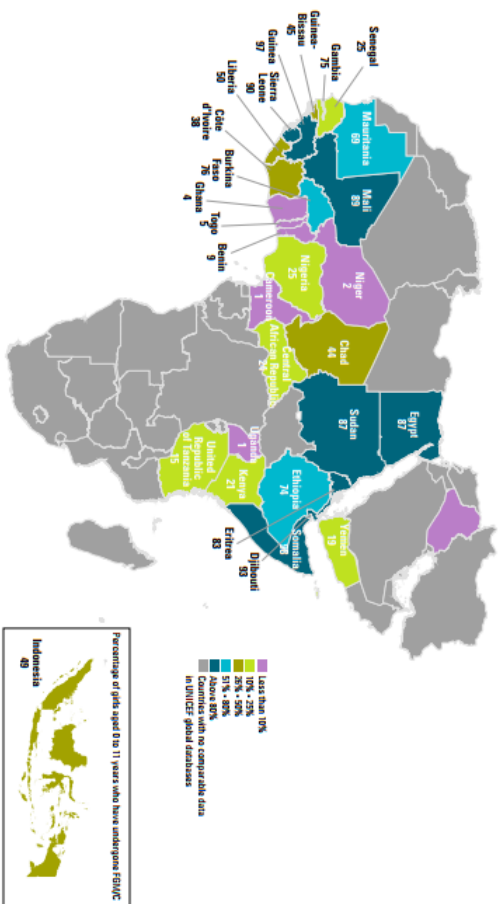 Senegal
25
Gambia
75
Guinea-
Bissau
45
Guinea
97
Sierra
Leone
90
Liberia
50
Côte
d'Ivoire
38
Burkina
Faso
76
Ghana
4
Togo
5
Benin
9
Mauritania
69
Mali
89
Niger
2
Nigeria
25
Cameroon
1
Chad
44
Central
African Republic
24
Egypt
87
Sudan
87
Eritrea
83
Djibouti
93
Ethiopia
74
Somalia
98
Uganda
1
Kenya
21
United
Republic
of Tanzania
15
Yemen
19
Less than 10%
10% - 25%
26% - 50%
51% - 80%
Above 80%
Countries with no comparable data
in UNICEF global databases
Percentage of girls aged 0 to 11 years who have undergone FGM/C
Indonesia
49